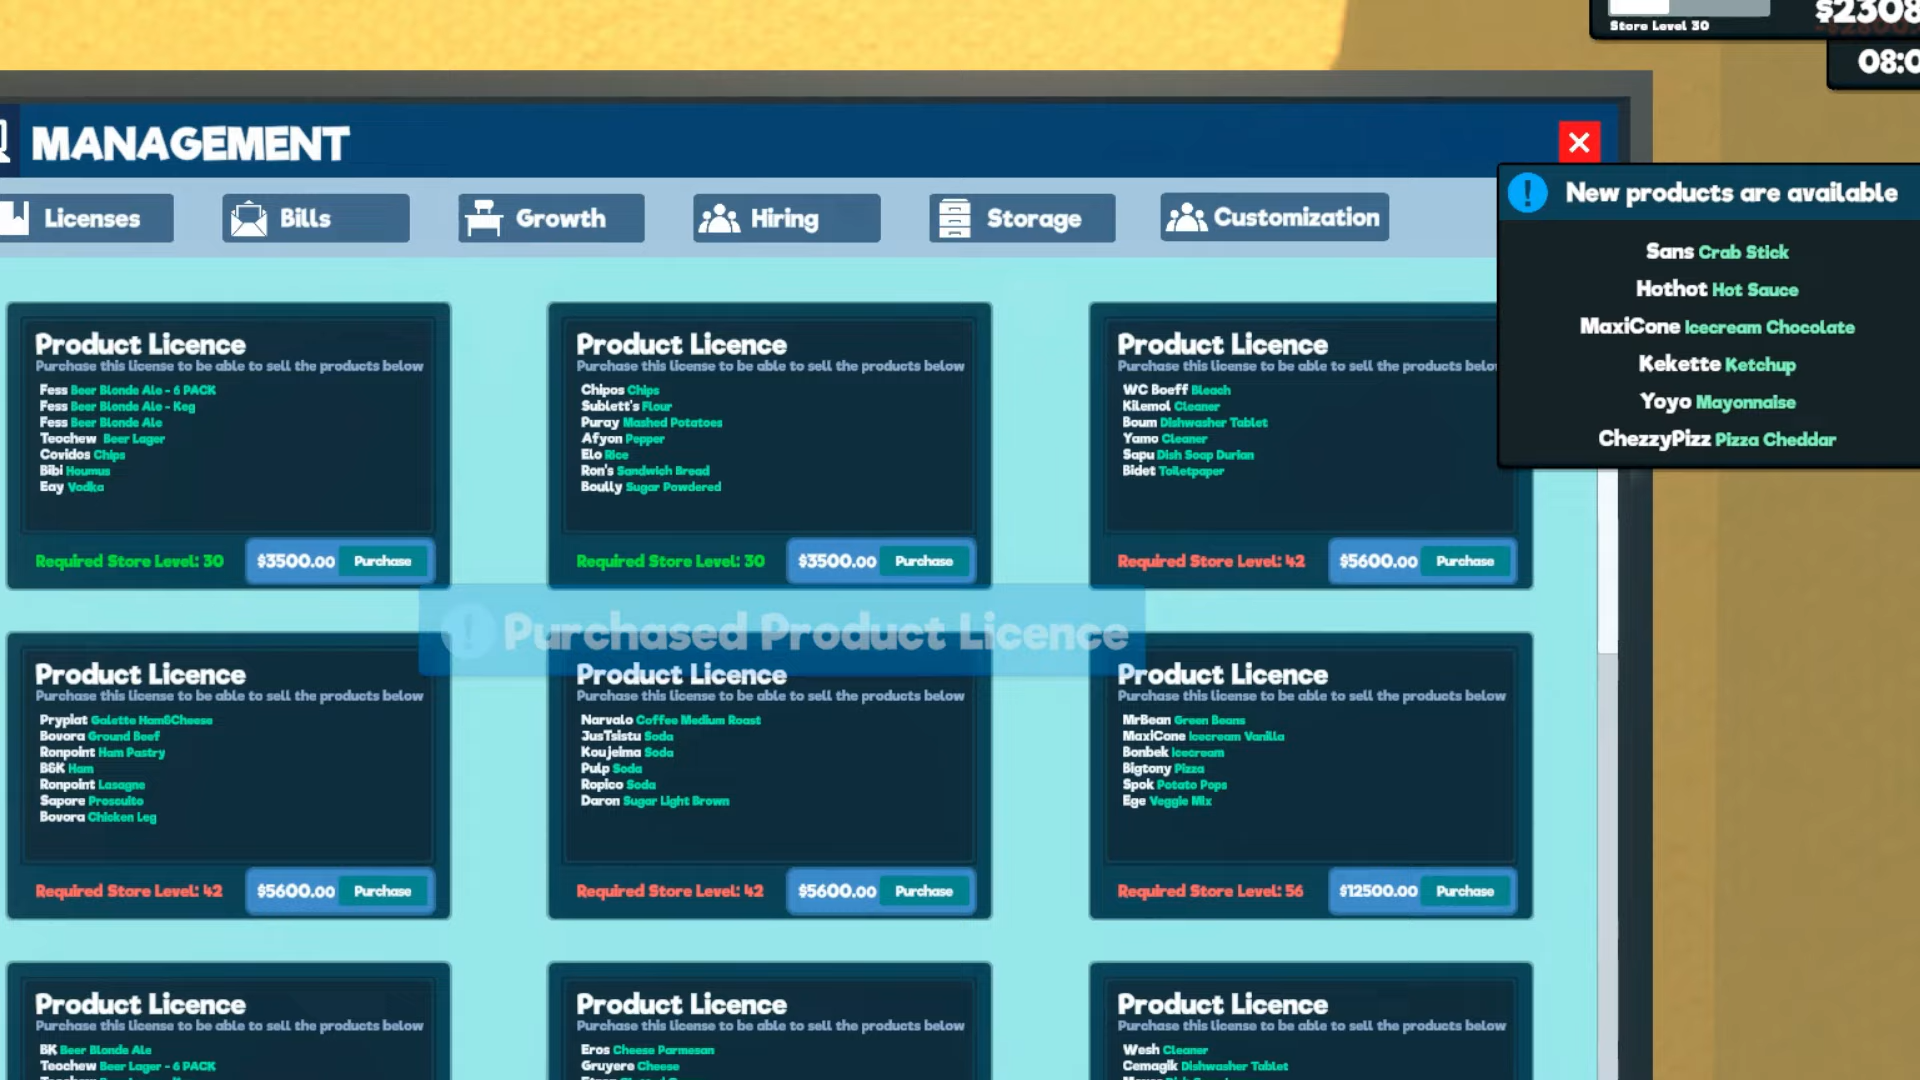 $2308
Store Level 30
08:0
MANAGEMENT
Licenses
Bills
Growth
Hiring
Storage
Customization
New products are available
Sans Crab Stick
Hothot Hot Sauce
MaxiCone Icecream Chocolate
Kekette Ketchup
Yoyo Mayonnaise
ChezzyPizz Pizza Cheddar
Product Licence
Purchase this license to be able to sell the products below
Fess Beer Blonde Ale - 6 PACK
Fess Beer Blonde Ale - Keg
Fess Beer Blonde Ale
Teochew Beer Lager
Covidos Chips
Bibi Houmus
Eay Vodka
Required Store Level: 30
$3500.00
Purchase
Product Licence
Purchase this license to be able to sell the products below
Chipos Chips
Sublett's Flour
Puray Mashed Potatoes
Afyon Pepper
Elo Rice
Ron's Sandwich Bread
Boully Sugar Powdered
Required Store Level: 30
$3500.00
Purchase
Product Licence
Purchase this license to be able to sell the products below
WC Boeff Bleach
Kilemol Cleaner
Boum Dishwasher Tablet
Yamo Cleaner
Sapu Dish Soap Durian
Bidet Toiletpaper
Required Store Level: 42
$5600.00
Purchase
Purchased Product Licence
Product Licence
Purchase this license to be able to sell the products below
Prypiat Galette Ham&Cheese
Bovora Ground Beef
Ronpoint Ham Pastry
B&K Ham
Ronpoint Lasagne
Sapore Proscuito
Bovora Chicken Leg
Required Store Level: 42
$5600.00
Purchase
Product Licence
Purchase this license to be able to sell the products below
Narvalo Coffee Medium Roast
JusTsistu Soda
Koujeima Soda
Pulp Soda
Ropico Soda
Daron Sugar Light Brown
Required Store Level: 42
$5600.00
Purchase
Product Licence
Purchase this license to be able to sell the products below
MrBean Green Beans
MaxiCone Icecream Vanilla
Bonbek Icecream
Bigtony Pizza
Spok Potato Pops
Ege Veggie Mix
Required Store Level: 56
$12500.00
Purchase
Product Licence
Purchase this license to be able to sell the products below
BK Beer Blonde Ale
Teochew Beer Lager - 6 PACK
Product Licence
Purchase this license to be able to sell the products below
Eros Cheese Parmesan
Gruyere Cheese
Product Licence
Purchase this license to be able to sell the products below
Wesh Cleaner
Cemagik Dishwasher Tablet